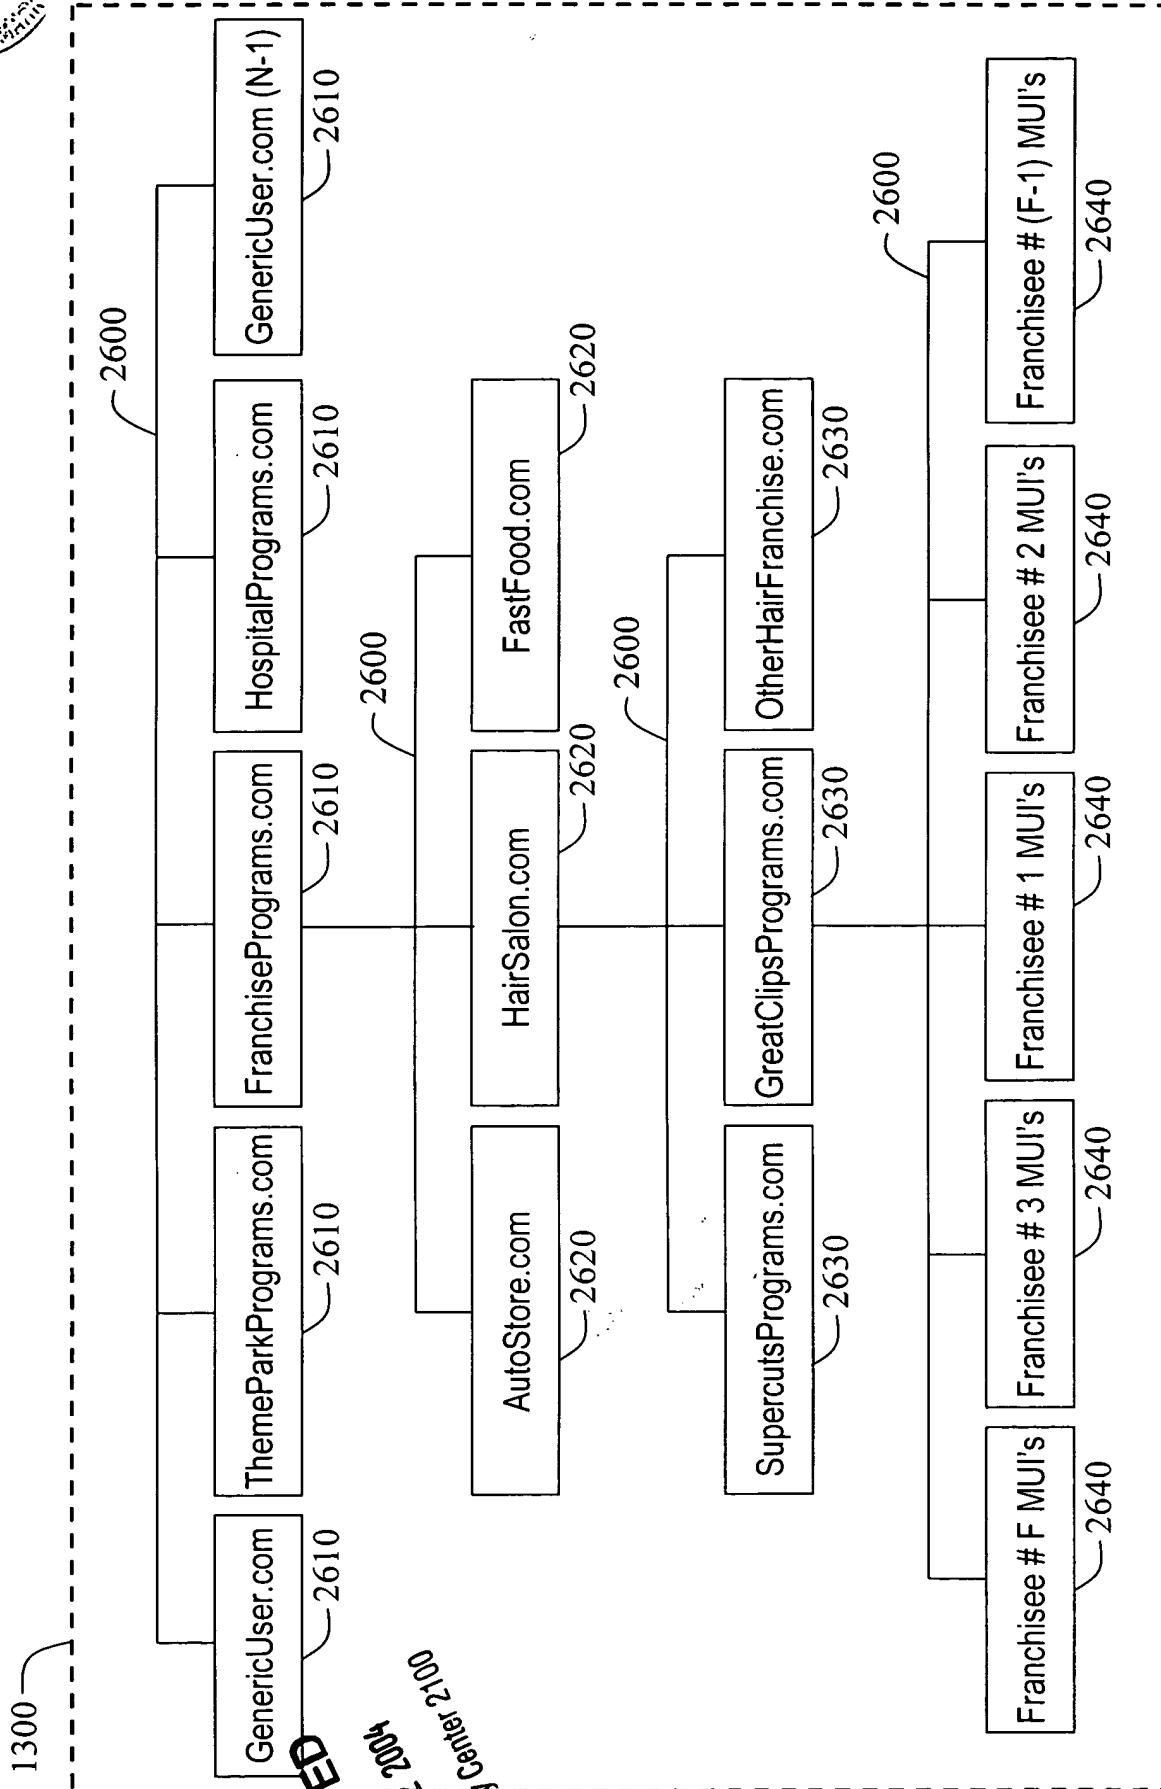 1300
2600
GenericUser.com
2610
ThemeParkPrograms.com
2610
FranchisePrograms.com
2610
HospitalPrograms.com
2610
GenericUser.com (N-1)
2610
2600
AutoStore.com
2620
HairSalon.com
2620
FastFood.com
2620
2600
SupercutsPrograms.com
2630
GreatClipsPrograms.com
2630
OtherHairFranchise.com
2630
2600
Franchisee # F MUI's
2640
Franchisee # 3 MUI's
2640
Franchisee # 1 MUI's
2640
Franchisee # 2 MUI's
2640
Franchisee # (F-1) MUI's
2640
2004
Center 2100